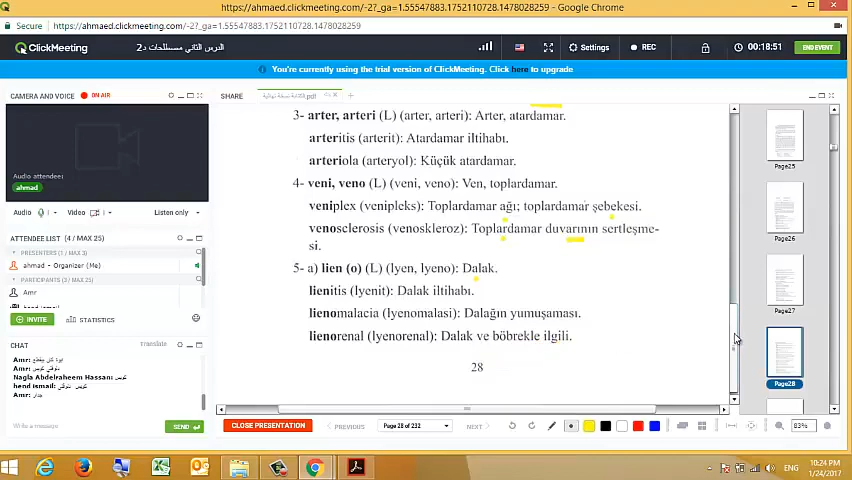 https://ahmaed.clickmeeting.com/-2?_ga=1.55547883.1752110728.1478028259 - Google Chrome
Secure https://ahmaed.clickmeeting.com/-2?_ga=1.55547883.1752110728.1478028259
ClickMeeting
الدرس الثاني مسطلحات د2
Settings
REC
00:18:51
END EVENT
You're currently using the trial version of ClickMeeting. Click here to upgrade
CAMERA AND VOICE ON AIR
SHARE
ahmad
Audio Video Listen only
ATTENDEE LIST (4 / MAX 25)
PRESENTERS (1 / MAX 3)
ahmad - Organizer (Me)
PARTICIPANTS (3 / MAX 25)
Amr
hend ismail
INVITE
STATISTICS
CHAT
Translate
Amr:
Amr:
Nagla Abdelraheem Hassan: كويس
hend ismail:
Amr: جدار
Write a message
SEND
3- arter, arteri (L) (arter, arteri): Arter, atardamar.
arteritis (arterit): Atardamar iltihabı.
arteriola (arteryol): Küçük atardamar.
4- veni, veno (L) (veni, veno): Ven, toplardamar.
veniplex (venipleks): Toplardamar ağı; toplardamar şebekesi.
venosclerosis (venoskleroz): Toplardamar duvarının sertleşme-
si.
5- a) lien (o) (L) (lyen, lyeno): Dalak.
lienitis (lyenit): Dalak iltihabı.
lienomalacia (lyenomalasi): Dalağın yumuşaması.
lienorenal (lyenorenal): Dalak ve böbrekle ilgili.
28
Page25
Page26
Page27
Page28
CLOSE PRESENTATION
PREVIOUS
Page 28 of 232
NEXT
83%
ENG
10:24 PM
1/24/2017